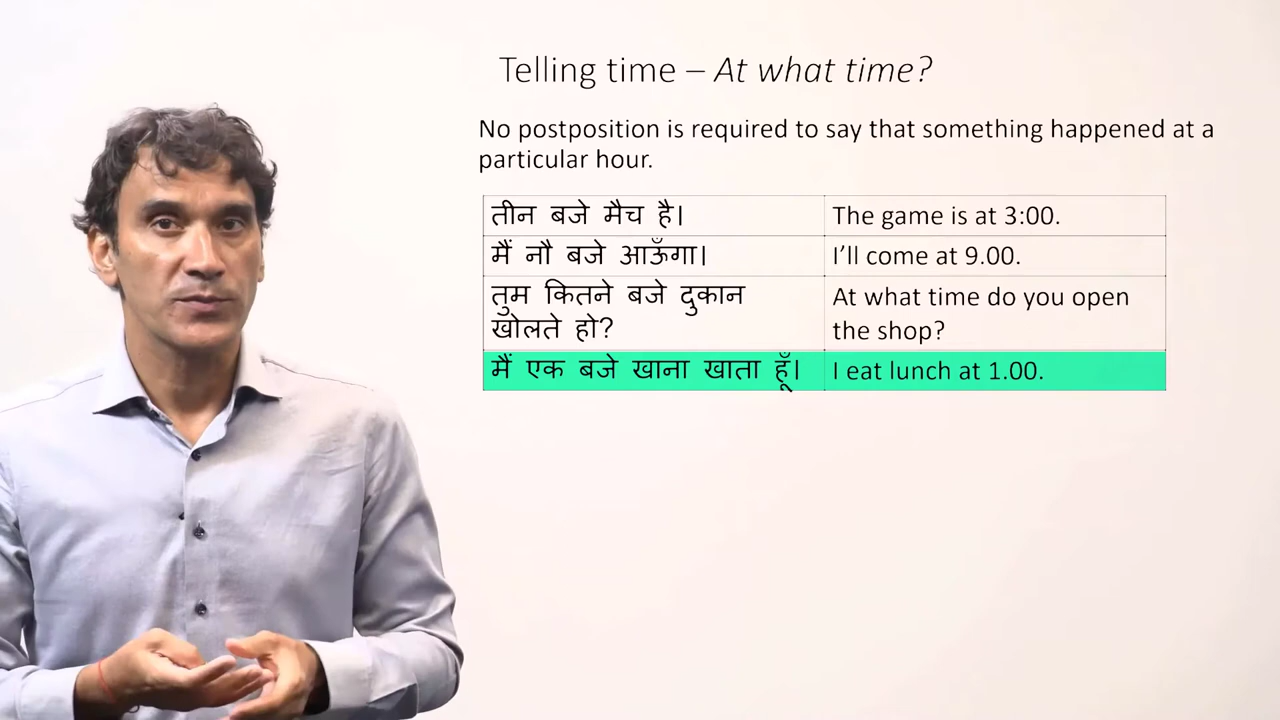 Telling time – At what time?
No postposition is required to say that something happened at a
particular hour.
तीन बजे मैच है। The game is at 3:00.
मैं नौ बजे आऊँगा। I’ll come at 9.00.
तुम कितने बजे दुकान
खोलते हो?
At what time do you open
the shop?
मैं एक बजे खाना खाता हूँ। I eat lunch at 1.00.